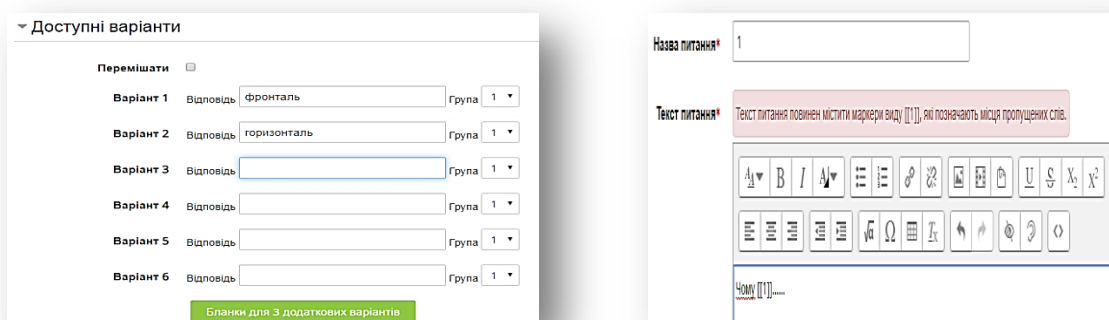 Доступні варіанти
Перемішати
Варіант 1 Відповідь фронталь Група 1
Варіант 2 Відповідь горизонталь Група 1
Варіант 3 Відповідь Група 1
Варіант 4 Відповідь Група 1
Варіант 5 Відповідь Група 1
Варіант 6 Відповідь Група 1
Бланки для 3 додаткових варіантів
Назва питання* 1
Текст питання* Текст питання повинен містити маркери виду [[1]], які позначають місця пропущених слів.
Чому [[1]]......